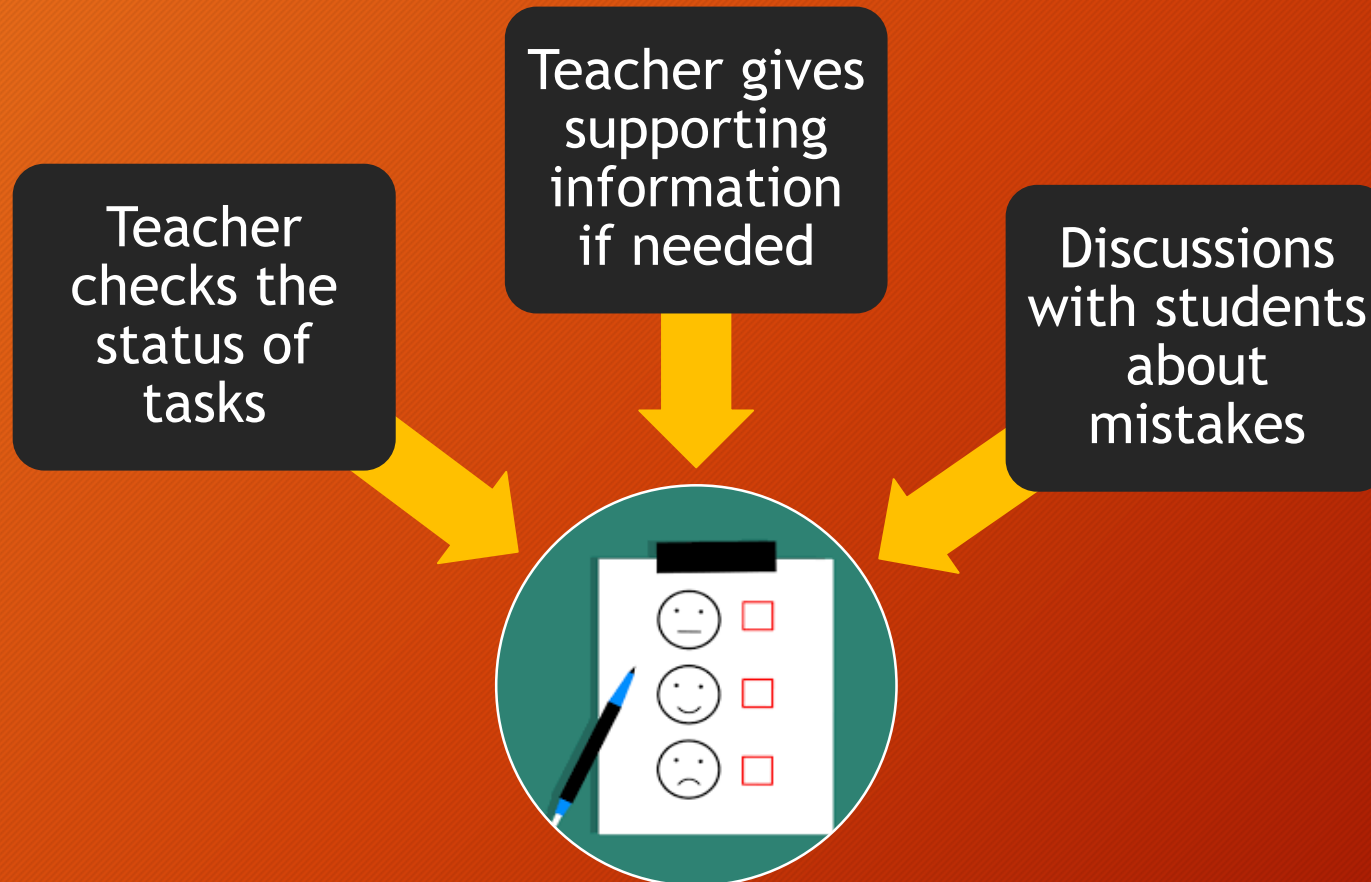 Teacher
checks the
status of
tasks
Teacher gives
supporting
information
if needed
Discussions
with students
about
mistakes